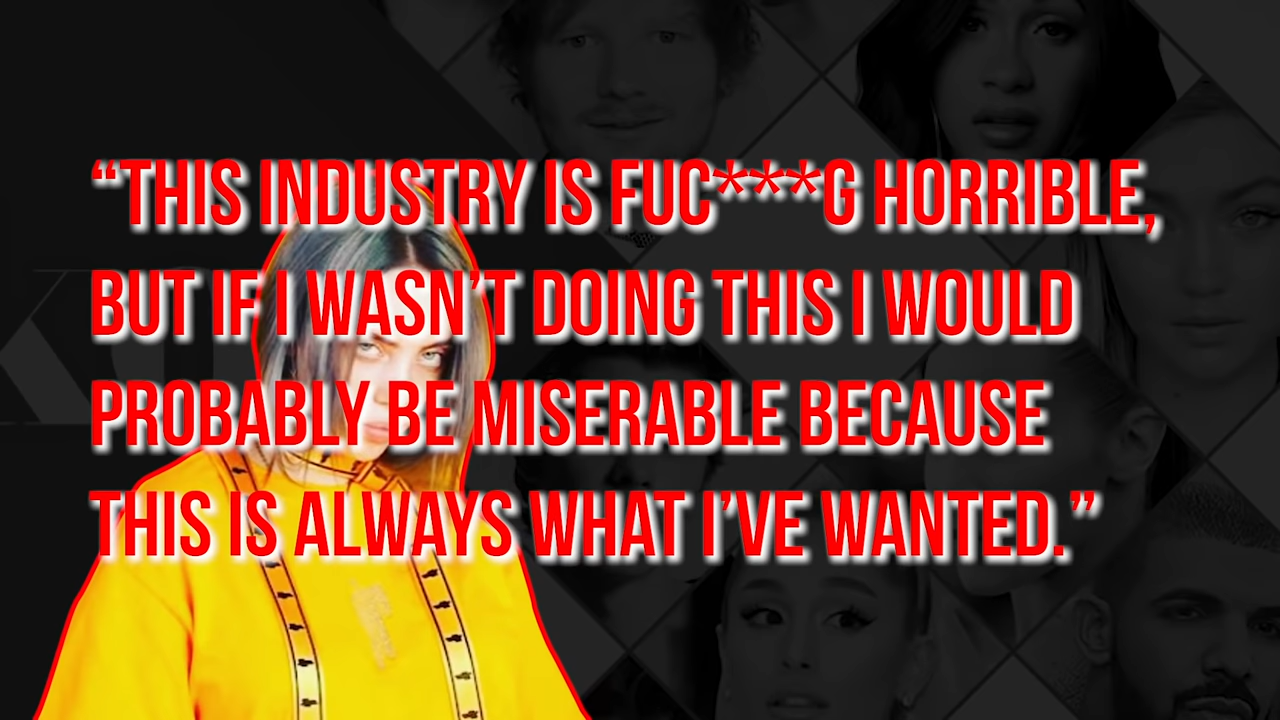 “THIS INDUSTRY IS FUC***G HORRIBLE,
BUT IF I WASN’T DOING THIS I WOULD
PROBABLY BE MISERABLE BECAUSE
THIS IS ALWAYS WHAT I’VE WANTED.”